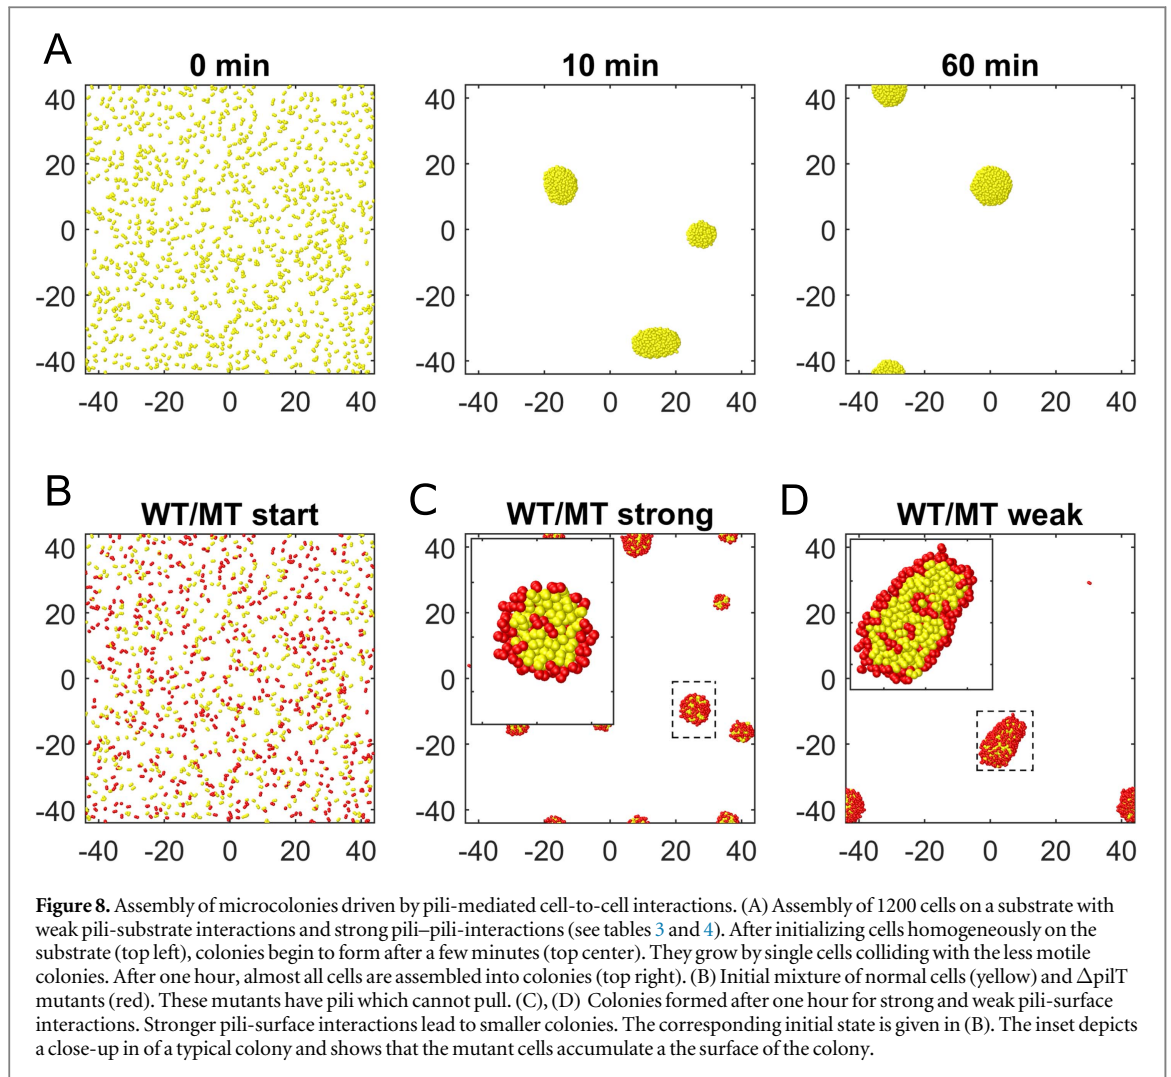 A
0 min
10 min
60 min
40
20
0
-20
-40
-40 -20 0 20 40
40
20
0
-20
-40
-40 -20 0 20 40
40
20
0
-20
-40
-40 -20 0 20 40
B
WT/MT start
C
WT/MT strong
D
WT/MT weak
40
20
0
-20
-40
-40 -20 0 20 40
40
20
0
-20
-40
-40 -20 0 20 40
40
20
0
-20
-40
-40 -20 0 20 40
Figure 8. Assembly of microcolonies driven by pili-mediated cell-to-cell interactions. (A) Assembly of 1200 cells on a substrate with
weak pili-substrate interactions and strong pili–pili-interactions (see tables 3 and 4). After initializing cells homogeneously on the
substrate (top left), colonies begin to form after a few minutes (top center). They grow by single cells colliding with the less motile
colonies. After one hour, almost all cells are assembled into colonies (top right). (B) Initial mixture of normal cells (yellow) and ΔpilT
mutants (red). These mutants have pili which cannot pull. (C), (D) Colonies formed after one hour for strong and weak pili-surface
interactions. Stronger pili-surface interactions lead to smaller colonies. The corresponding initial state is given in (B). The inset depicts
a close-up in of a typical colony and shows that the mutant cells accumulate a the surface of the colony.